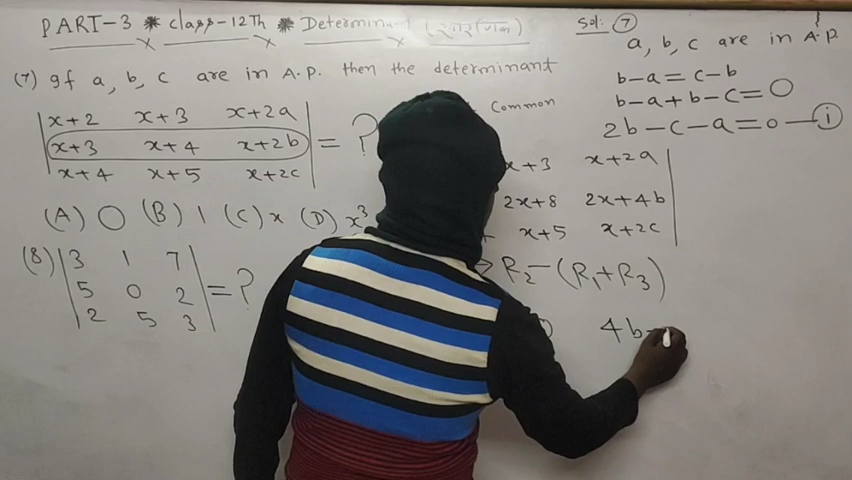 PART-3 * class-12Th * Determinant
Sol: (7)
a, b, c are in A.P.
(7) If a, b, c are in A.P. then the determinant
b-a=c-b
b-a+b-c=0
2b-c-a=0 — (i)
Common
|x+2 x+3 x+2a|
|x+3 x+4 x+2b| = ?
|x+4 x+5 x+2c|
x+3 x+2a|
2x+8 2x+4b|
x+5 x+2c|
(A) 0 (B) 1 (C) x (D) x³
R₂-(R₁+R₃)
(8) |3 1 7|
|5 0 2| = ?
|2 5 3|
4b-